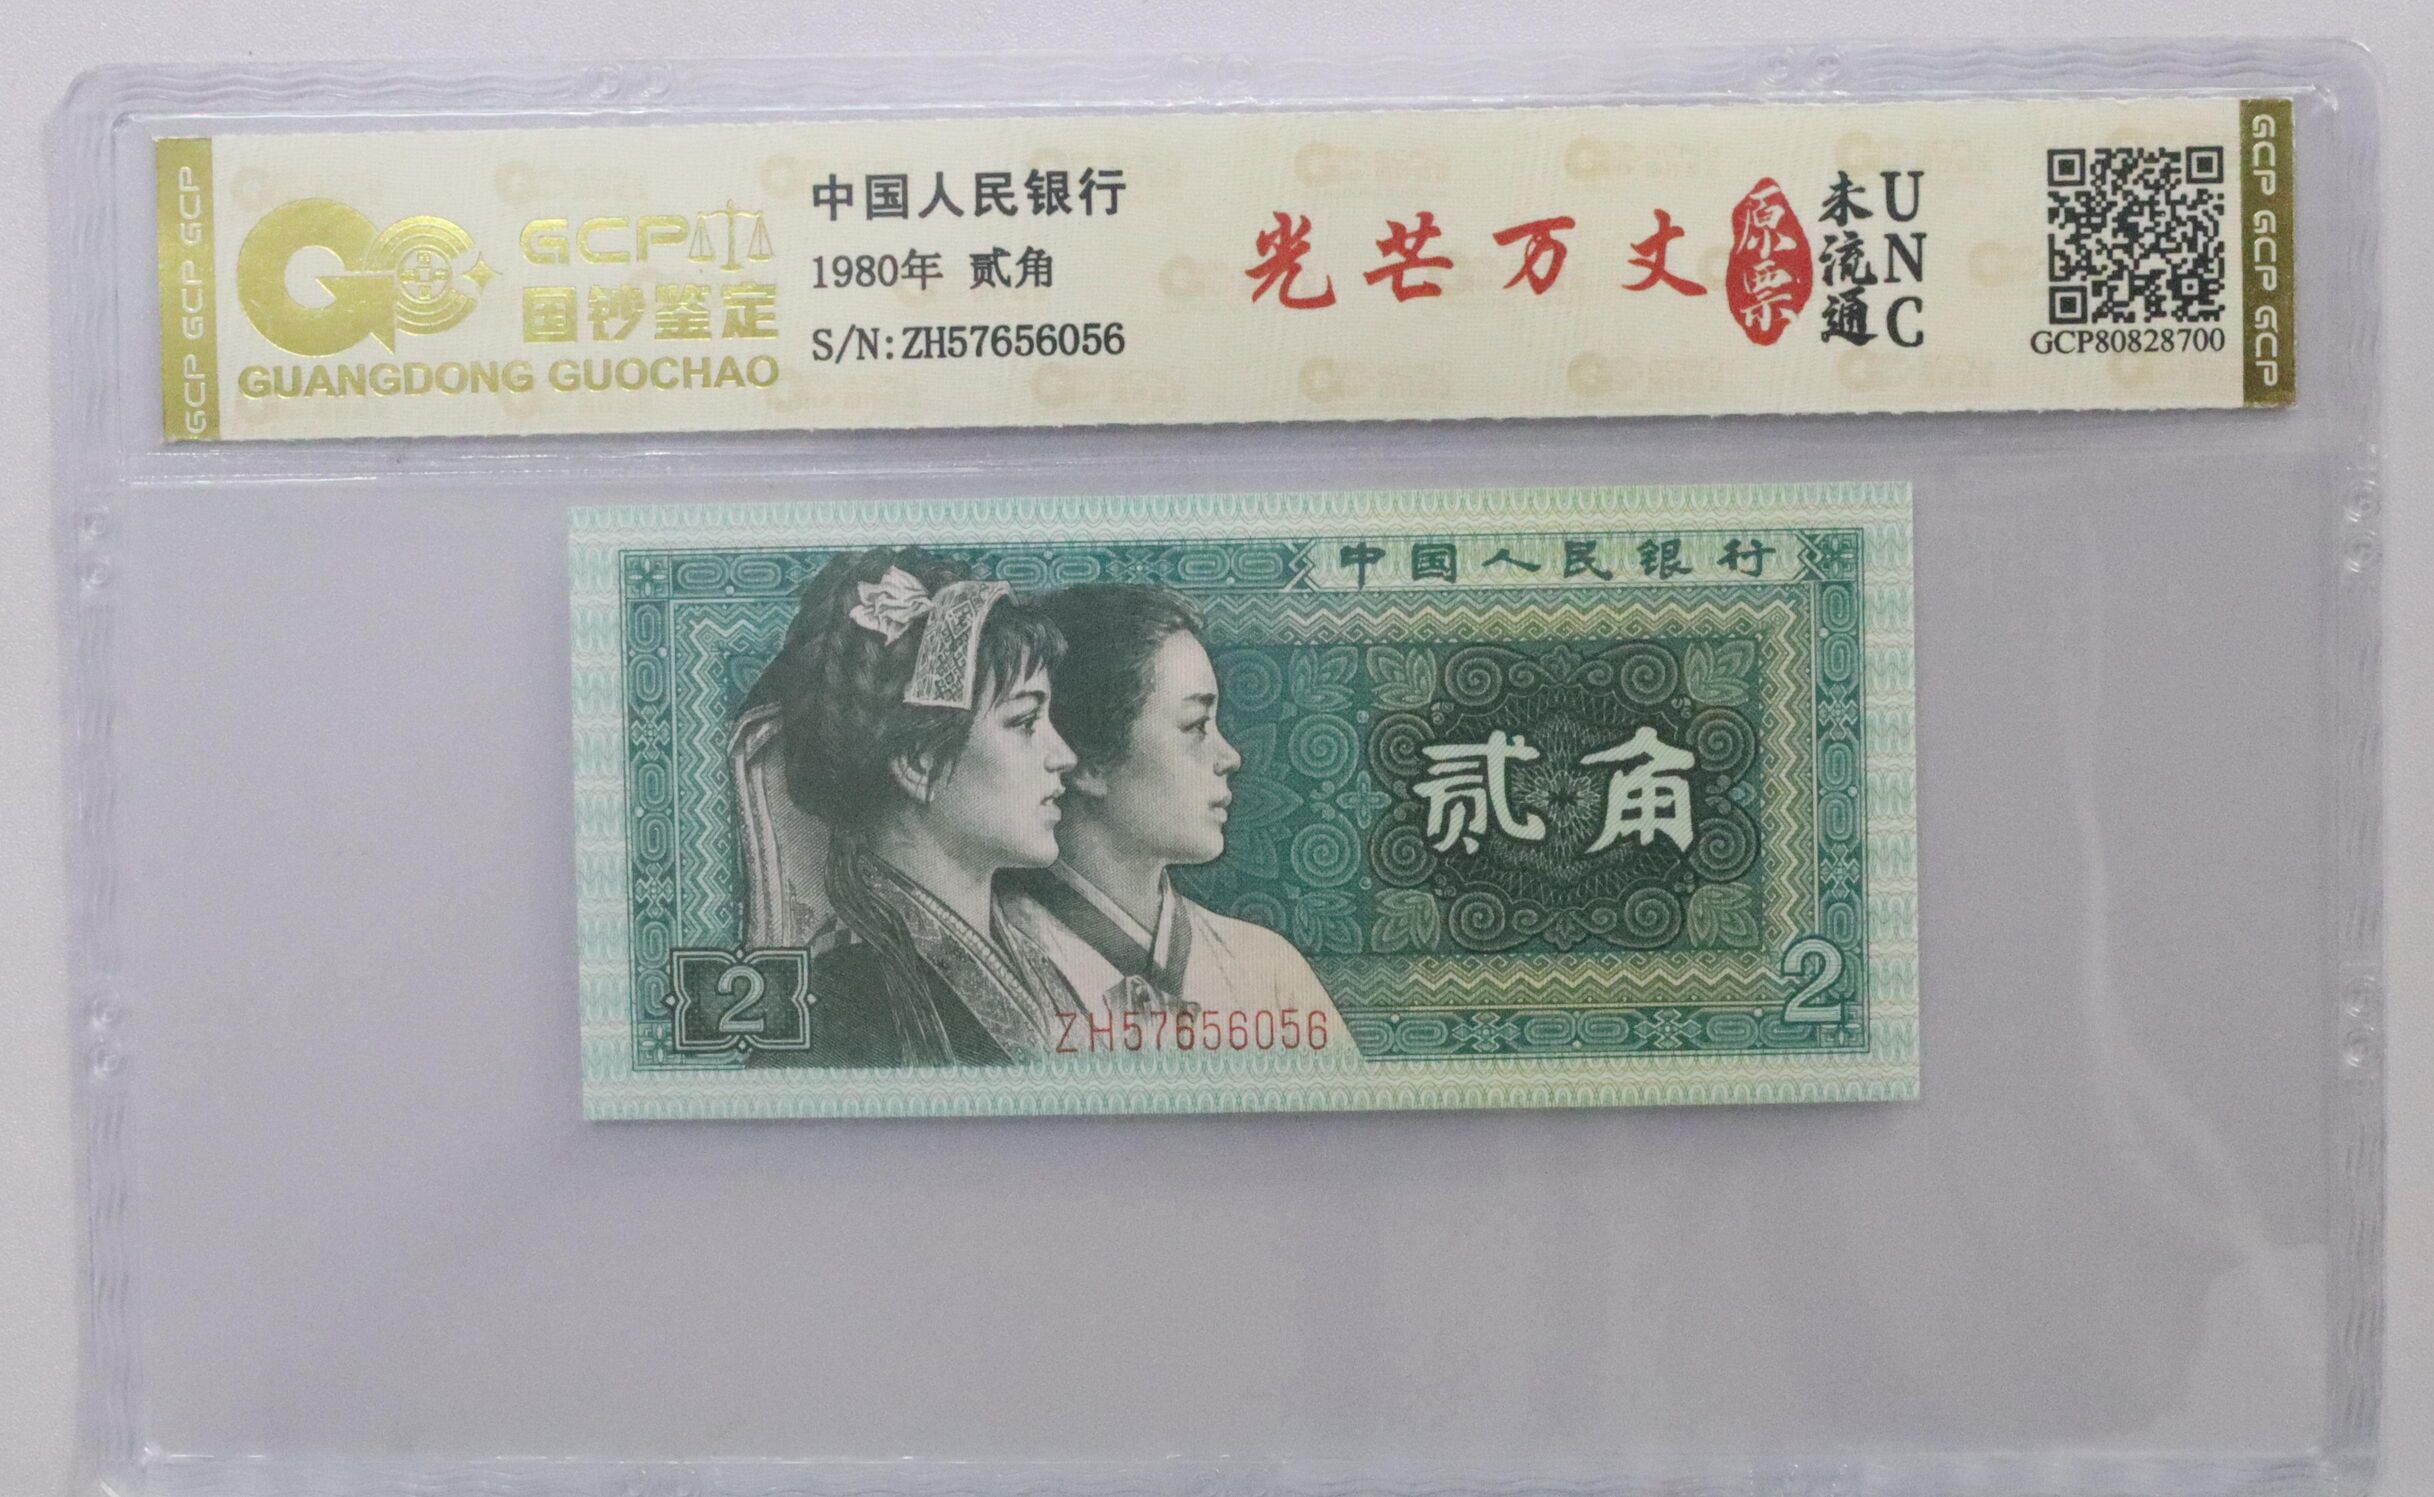 GCP GCP GCP
GCP
国钞鉴定
GUANGDONG GUOCHAO
中国人民银行
1980年 贰角
S/N:ZH57656056
光芒万丈
原票
未流通
UNC
GCP80828700
GCP GCP GCP
中国人民银行
贰角
2
2
ZH57656056